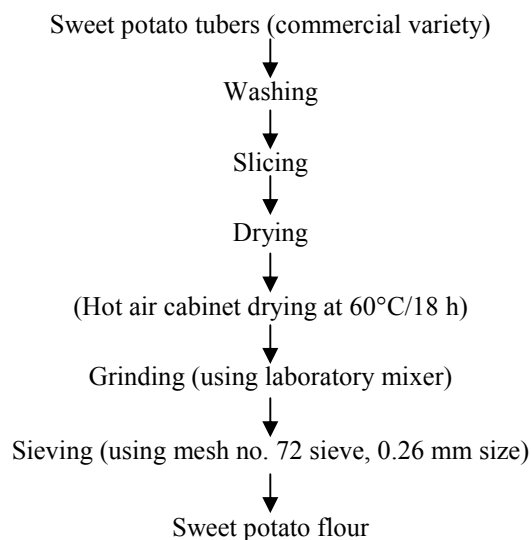 Sweet potato tubers (commercial variety)
Washing
Slicing
Drying
(Hot air cabinet drying at 60°C/18 h)
Grinding (using laboratory mixer)
Sieving (using mesh no. 72 sieve, 0.26 mm size)
Sweet potato flour